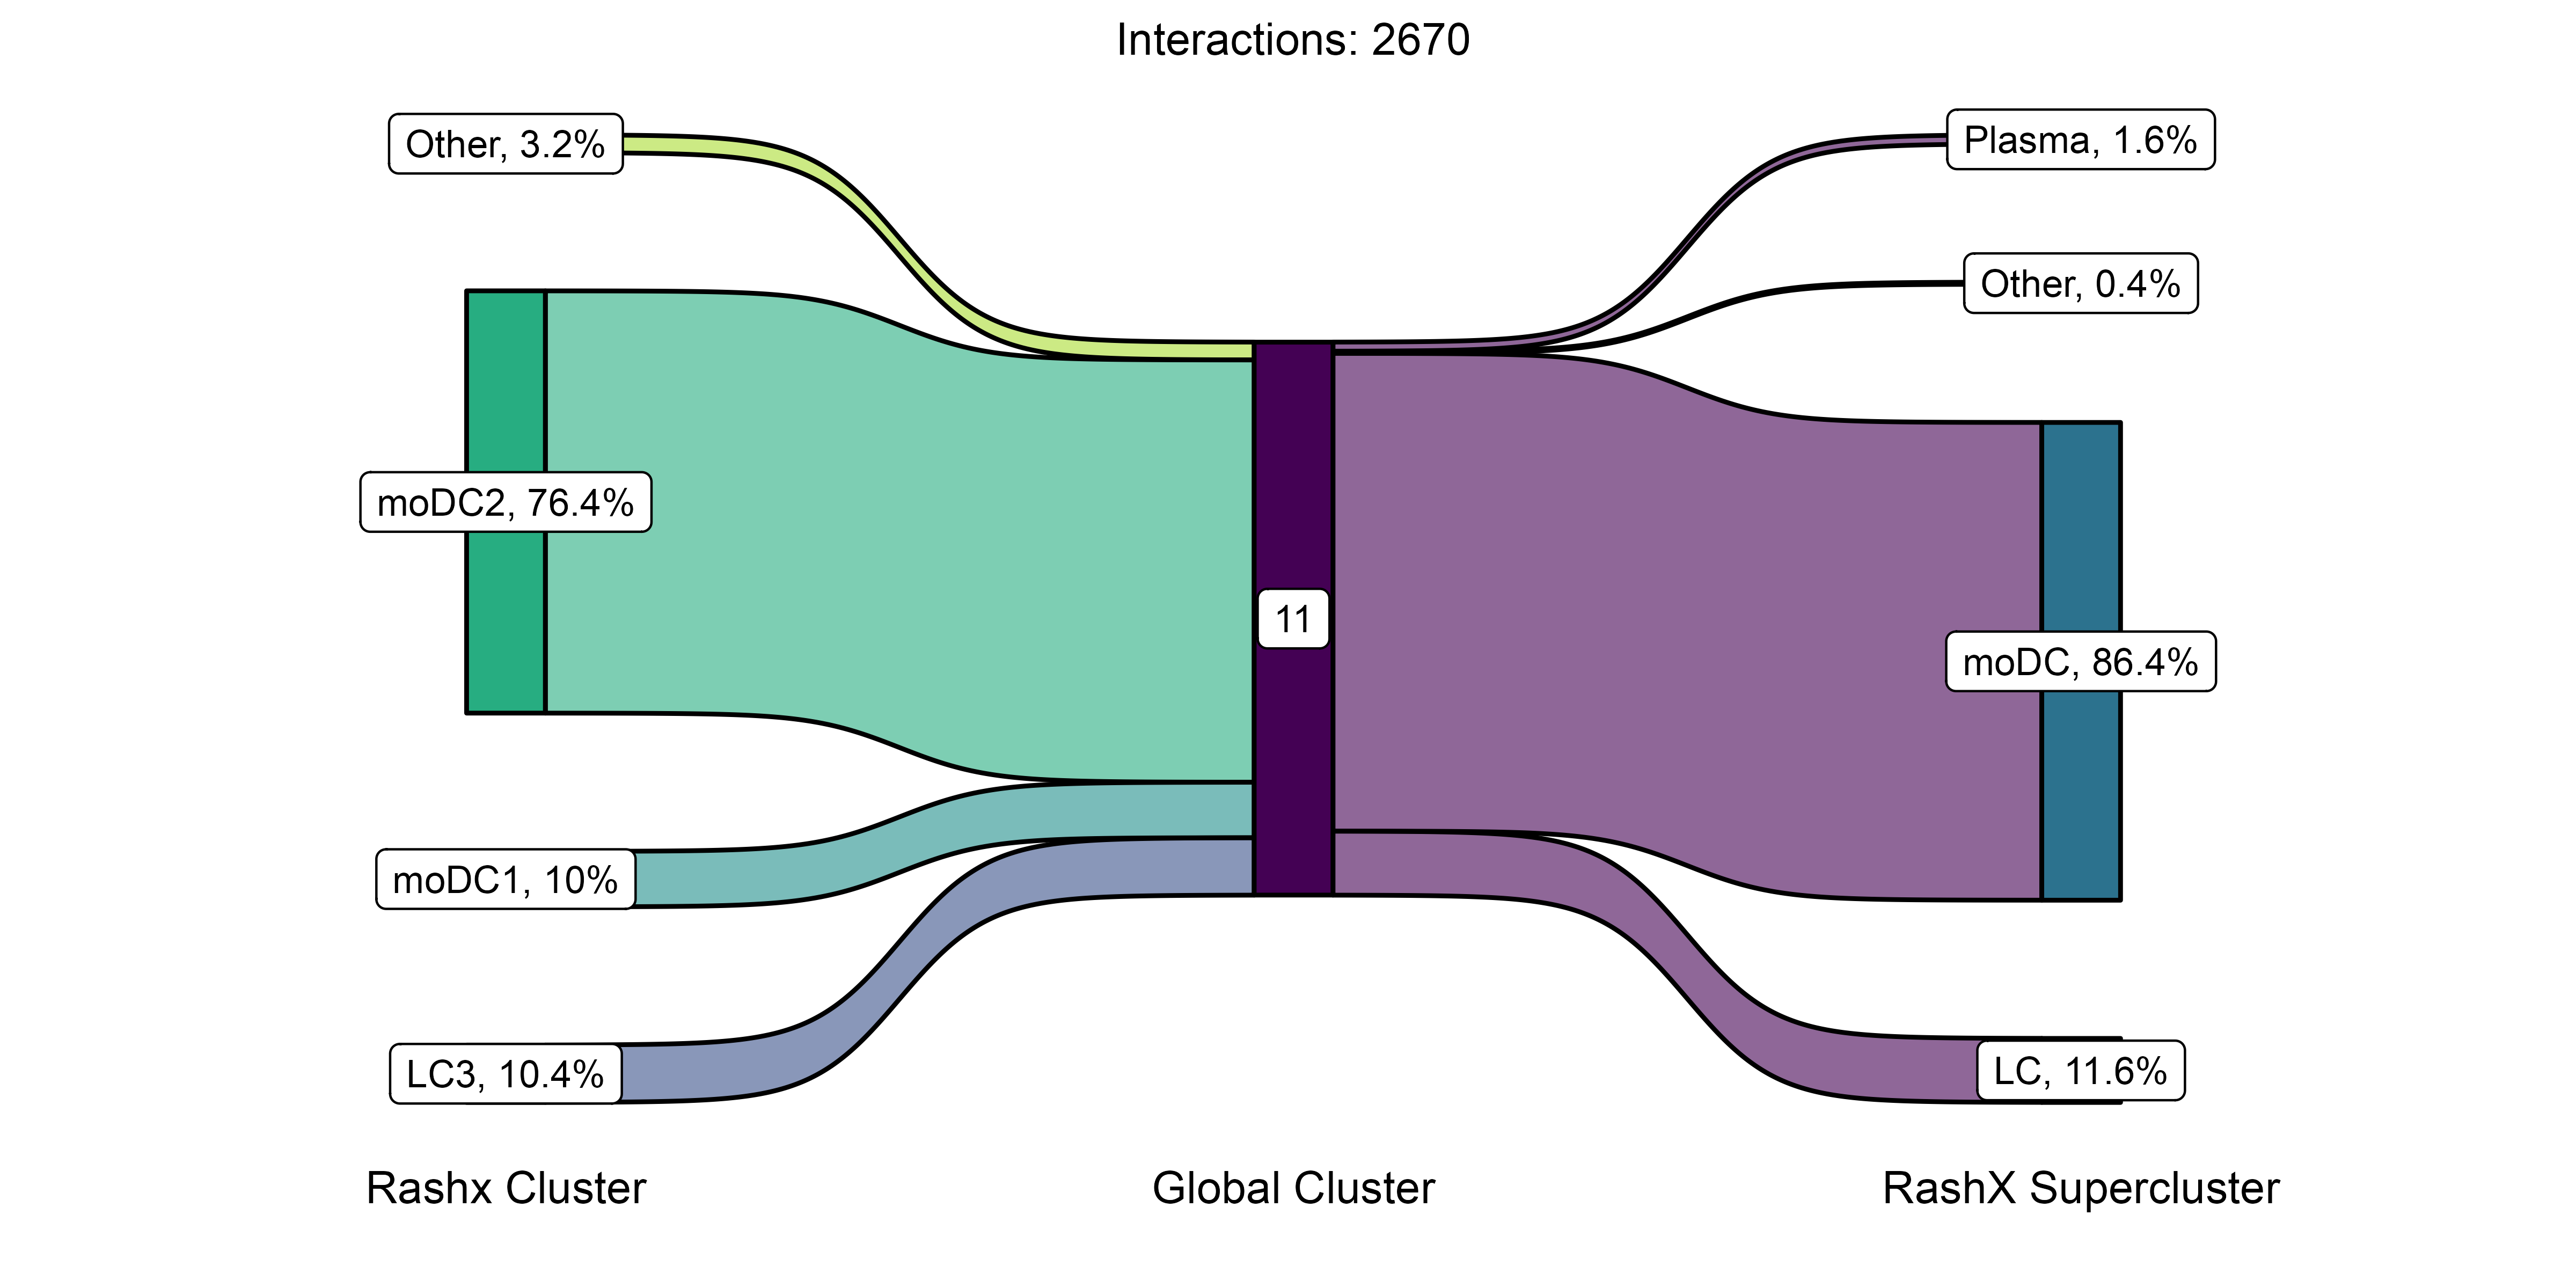 Interactions: 2670
Other, 3.2%
Plasma, 1.6%
Other, 0.4%
moDC2, 76.4%
11
moDC, 86.4%
moDC1, 10%
LC3, 10.4%
LC, 11.6%
Rashx Cluster
Global Cluster
RashX Supercluster